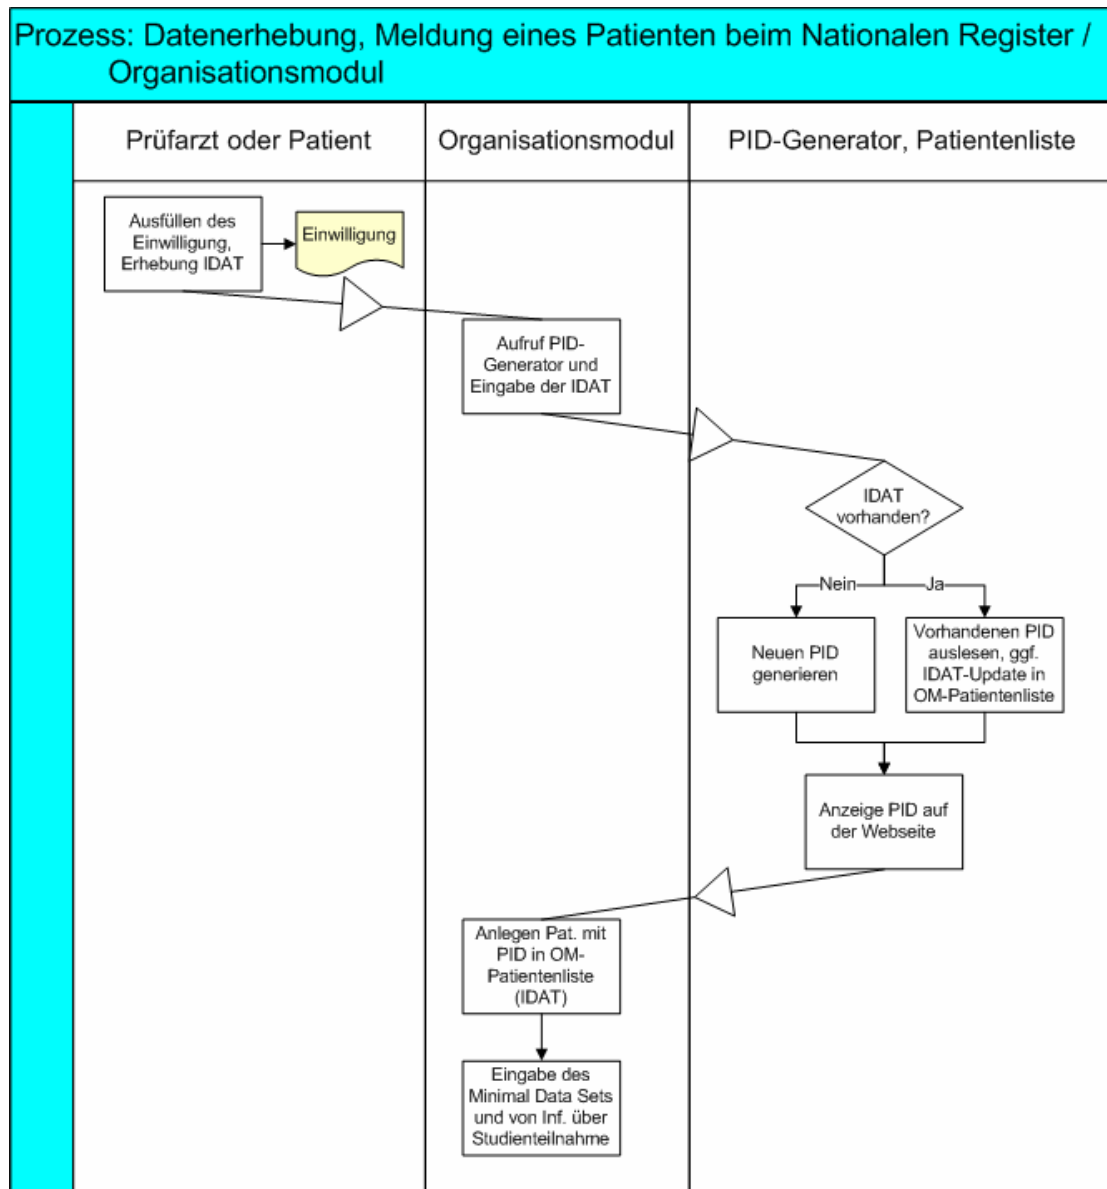 Prozess: Datenerhebung, Meldung eines Patienten beim Nationalen Register /
Organisationsmodul
Prüfarzt oder Patient
Organisationsmodul
PID-Generator, Patientenliste
Ausfüllen des
Einwilligung,
Erhebung IDAT
Einwilligung
Aufruf PID-
Generator und
Eingabe der IDAT
IDAT
vorhanden?
Nein
Ja
Neuen PID
generieren
Vorhandenen PID
auslesen, ggf.
IDAT-Update in
OM-Patientenliste
Anzeige PID auf
der Webseite
Anlegen Pat. mit
PID in OM-
Patientenliste
(IDAT)
Eingabe des
Minimal Data Sets
und von Inf. über
Studienteilnahme